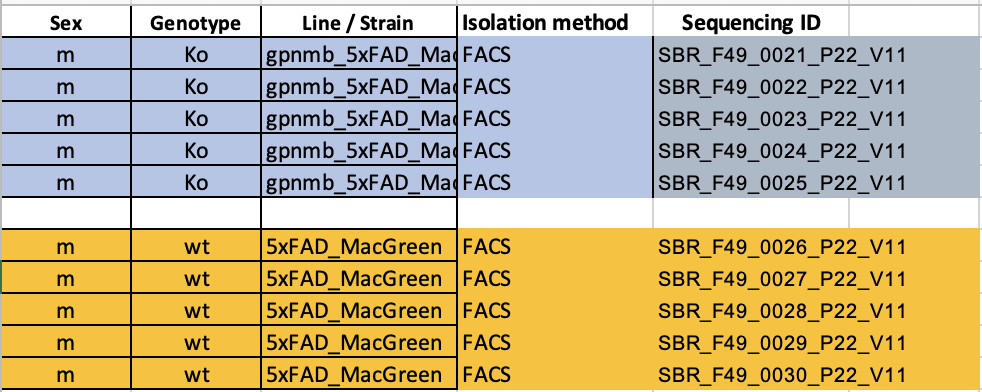 Sex Genotype Line / Strain Isolation method Sequencing ID
m Ko gpnmb_5xFAD_Mac FACS SBR_F49_0021_P22_V11
m Ko gpnmb_5xFAD_Mac FACS SBR_F49_0022_P22_V11
m Ko gpnmb_5xFAD_Mac FACS SBR_F49_0023_P22_V11
m Ko gpnmb_5xFAD_Mac FACS SBR_F49_0024_P22_V11
m Ko gpnmb_5xFAD_Mac FACS SBR_F49_0025_P22_V11
m wt 5xFAD_MacGreen FACS SBR_F49_0026_P22_V11
m wt 5xFAD_MacGreen FACS SBR_F49_0027_P22_V11
m wt 5xFAD_MacGreen FACS SBR_F49_0028_P22_V11
m wt 5xFAD_MacGreen FACS SBR_F49_0029_P22_V11
m wt 5xFAD_MacGreen FACS SBR_F49_0030_P22_V11